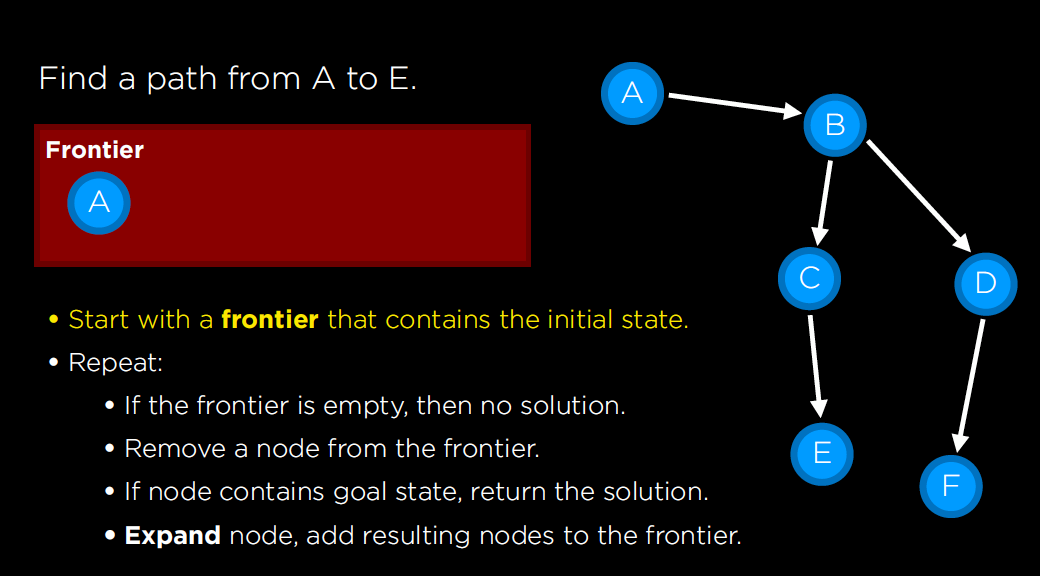 Find a path from A to E.
Frontier
A
• Start with a frontier that contains the initial state.
• Repeat:
• If the frontier is empty, then no solution.
• Remove a node from the frontier.
• If node contains goal state, return the solution.
• Expand node, add resulting nodes to the frontier.
A
B
C
D
E
F